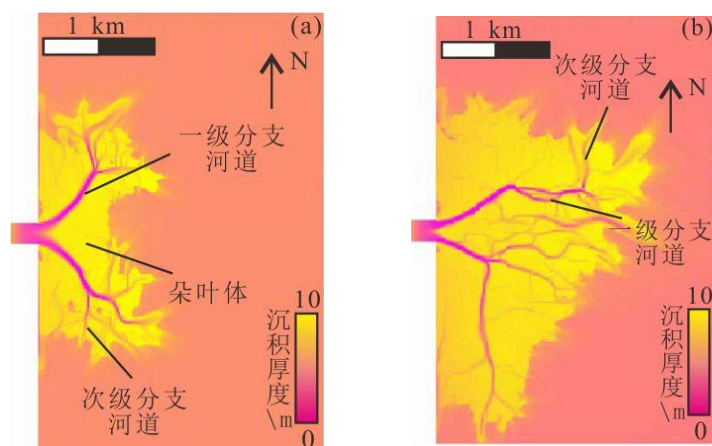 1 km
(a)
N
一级分支
河道
朵叶体
次级分支
河道
10
沉积厚度\m
0
1 km
(b)
次级分支
河道
N
一级分支
河道
10
沉积厚度\m
0